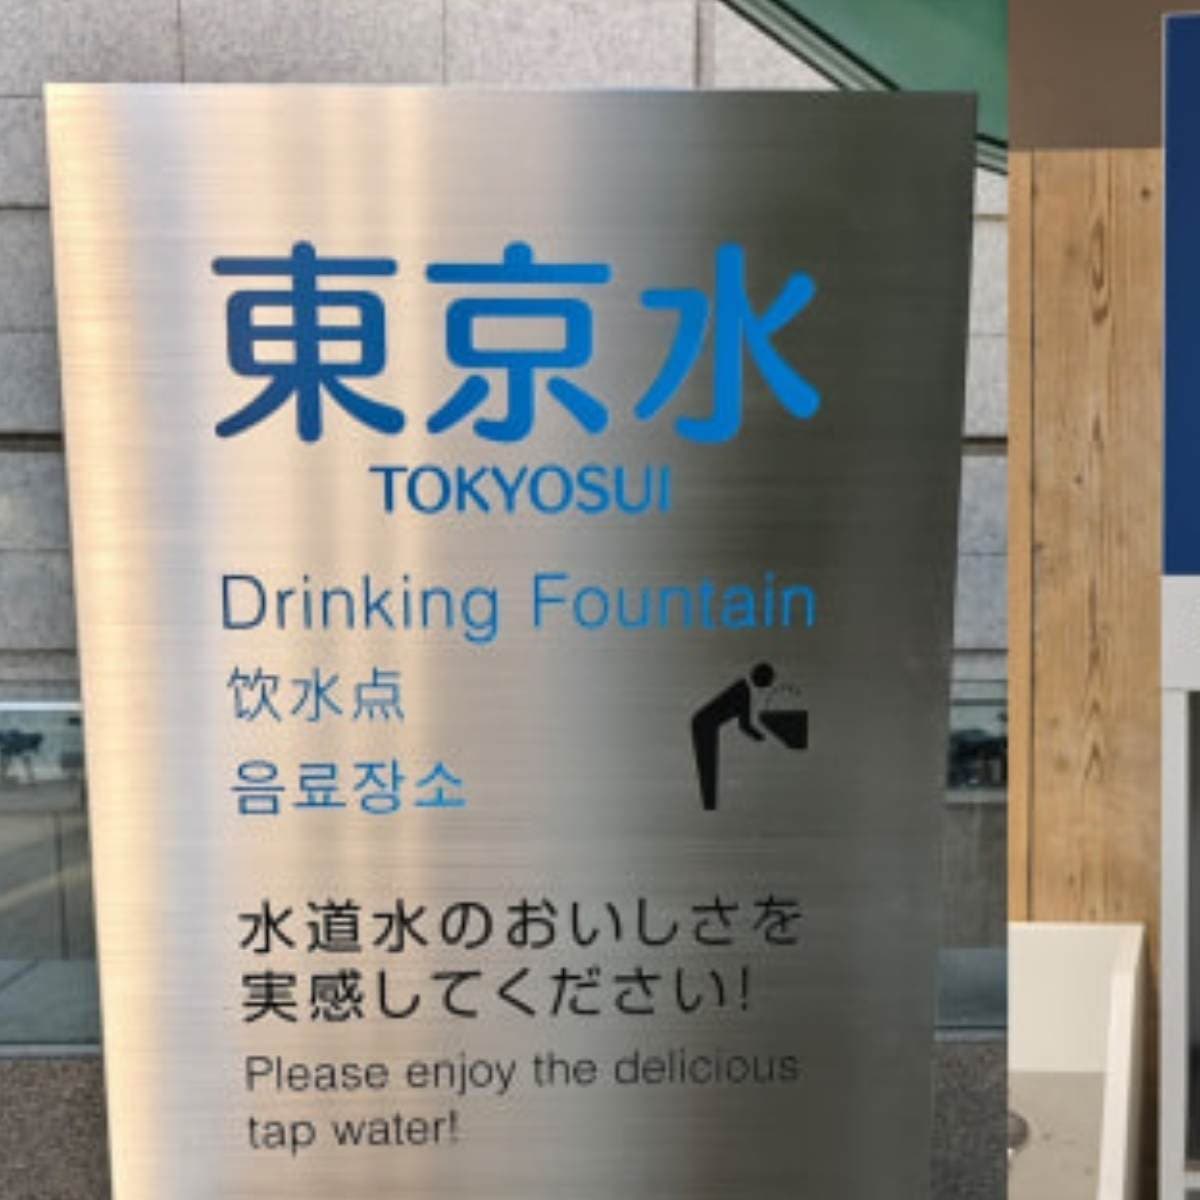 東京水
TOKYOSUI
Drinking Fountain
饮水点
음료장소
水道水のおいしさを
実感してください!
Please enjoy the delicious
tap water!